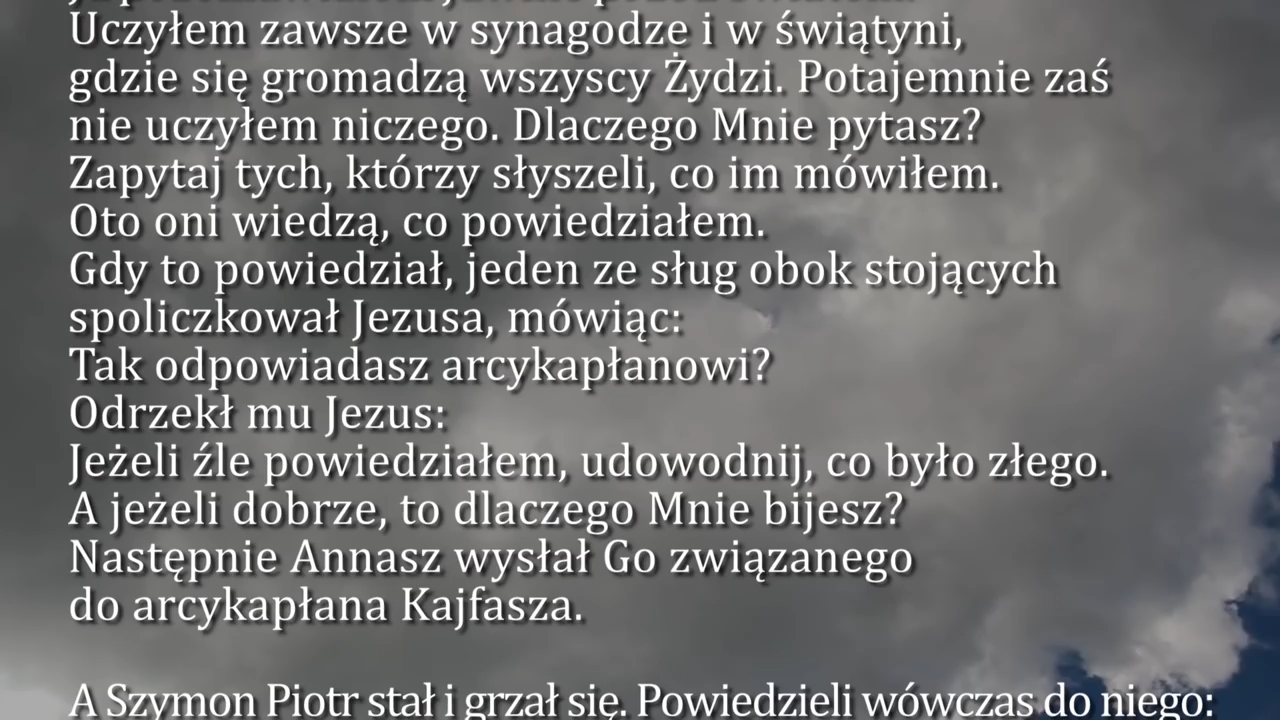 Uczyłem zawsze w synagodze i w świątyni,
gdzie się gromadzą wszyscy Żydzi. Potajemnie zaś
nie uczyłem niczego. Dlaczego Mnie pytasz?
Zapytaj tych, którzy słyszeli, co im mówiłem.
Oto oni wiedzą, co powiedziałem.
Gdy to powiedział, jeden ze sług obok stojących
spoliczkował Jezusa, mówiąc:
Tak odpowiadasz arcykapłanowi?
Odrzekł mu Jezus:
Jeżeli źle powiedziałem, udowodnij, co było złego.
A jeżeli dobrze, to dlaczego Mnie bijesz?
Następnie Annasz wysłał Go związanego
do arcykapłana Kajfasza.
A Szymon Piotr stał i grzał się. Powiedzieli wówczas do niego: